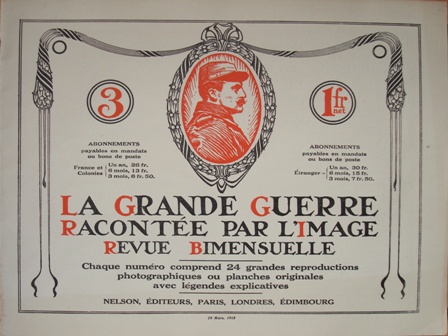 3
1fr
net
ABONNEMENTS
payables en mandats
ou bons de poste
France et Colonies { Un an, 26 fr.
6 mois, 13 fr.
3 mois, 6 fr. 50.
ABONNEMENTS
payables en mandats
ou bons de poste
Étranger { Un an, 30 fr.
6 mois, 15 fr.
3 mois, 7 fr. 50.
LA GRANDE GUERRE
RACONTÉE PAR L'IMAGE
REVUE BIMENSUELLE
Chaque numéro comprend 24 grandes reproductions
photographiques ou planches originales
avec légendes explicatives
NELSON, ÉDITEURS, PARIS, LONDRES, ÉDIMBOURG